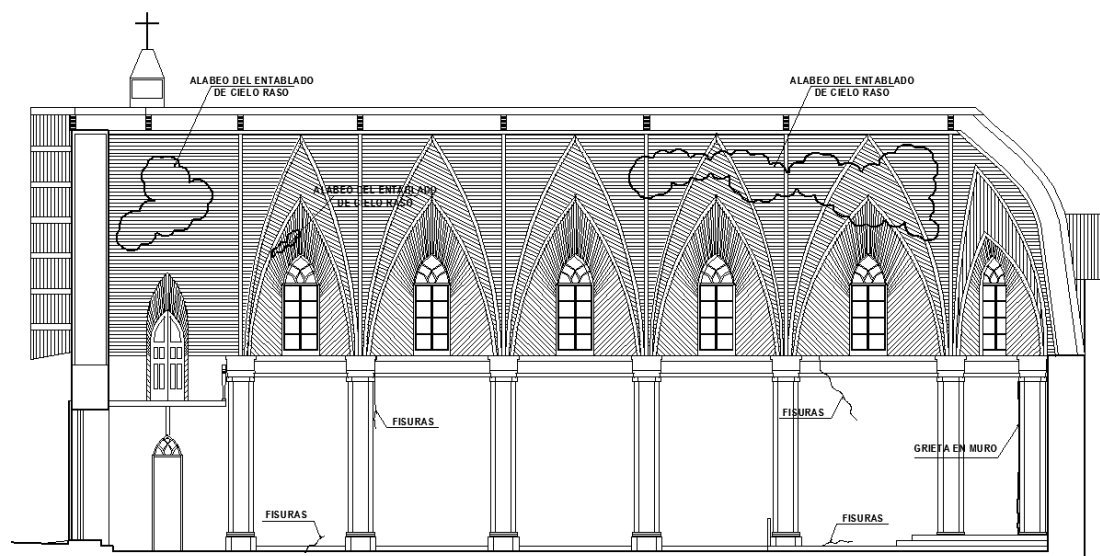 ALABEO DEL ENTABLADO
DE CIELO RASO
ALABEO DEL ENTABLADO
DE CIELO RASO
ALABEO DEL ENTABLADO
DE CIELO RASO
FISURAS
FISURAS
GRIETA EN MURO
FISURAS
FISURAS